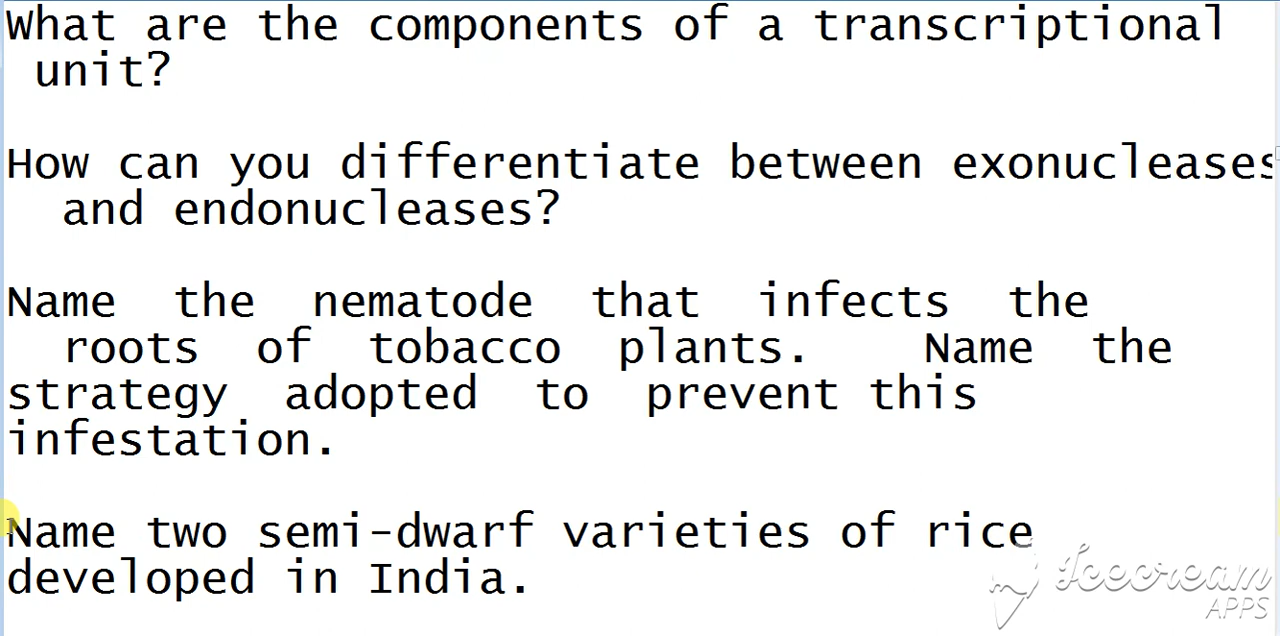 What are the components of a transcriptional
unit?
How can you differentiate between exonucleases
and endonucleases?
Name the nematode that infects the
roots of tobacco plants. Name the
strategy adopted to prevent this
infestation.
Name two semi-dwarf varieties of rice
developed in India.
Icecream
APPS